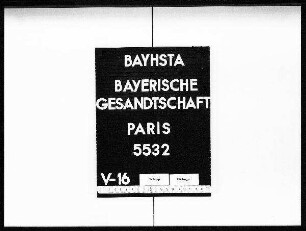 BAYHSTA
BAYERISCHE
GESANDTSCHAFT
PARIS
5532
V-16